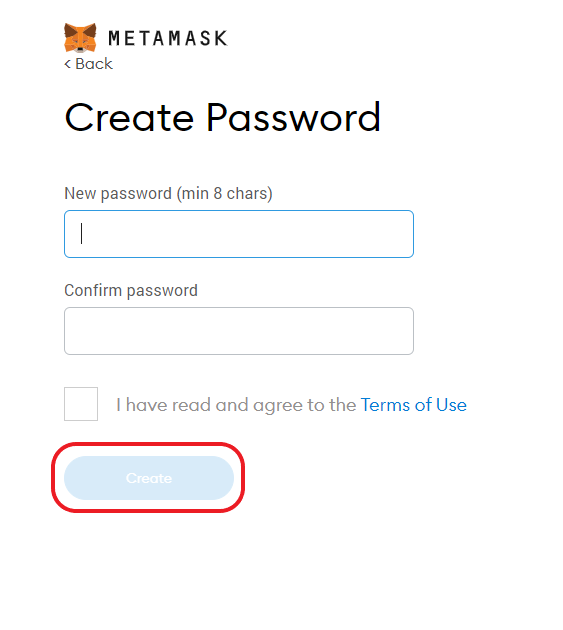 METAMASK
< Back
Create Password
New password (min 8 chars)
Confirm password
I have read and agree to the Terms of Use
Create